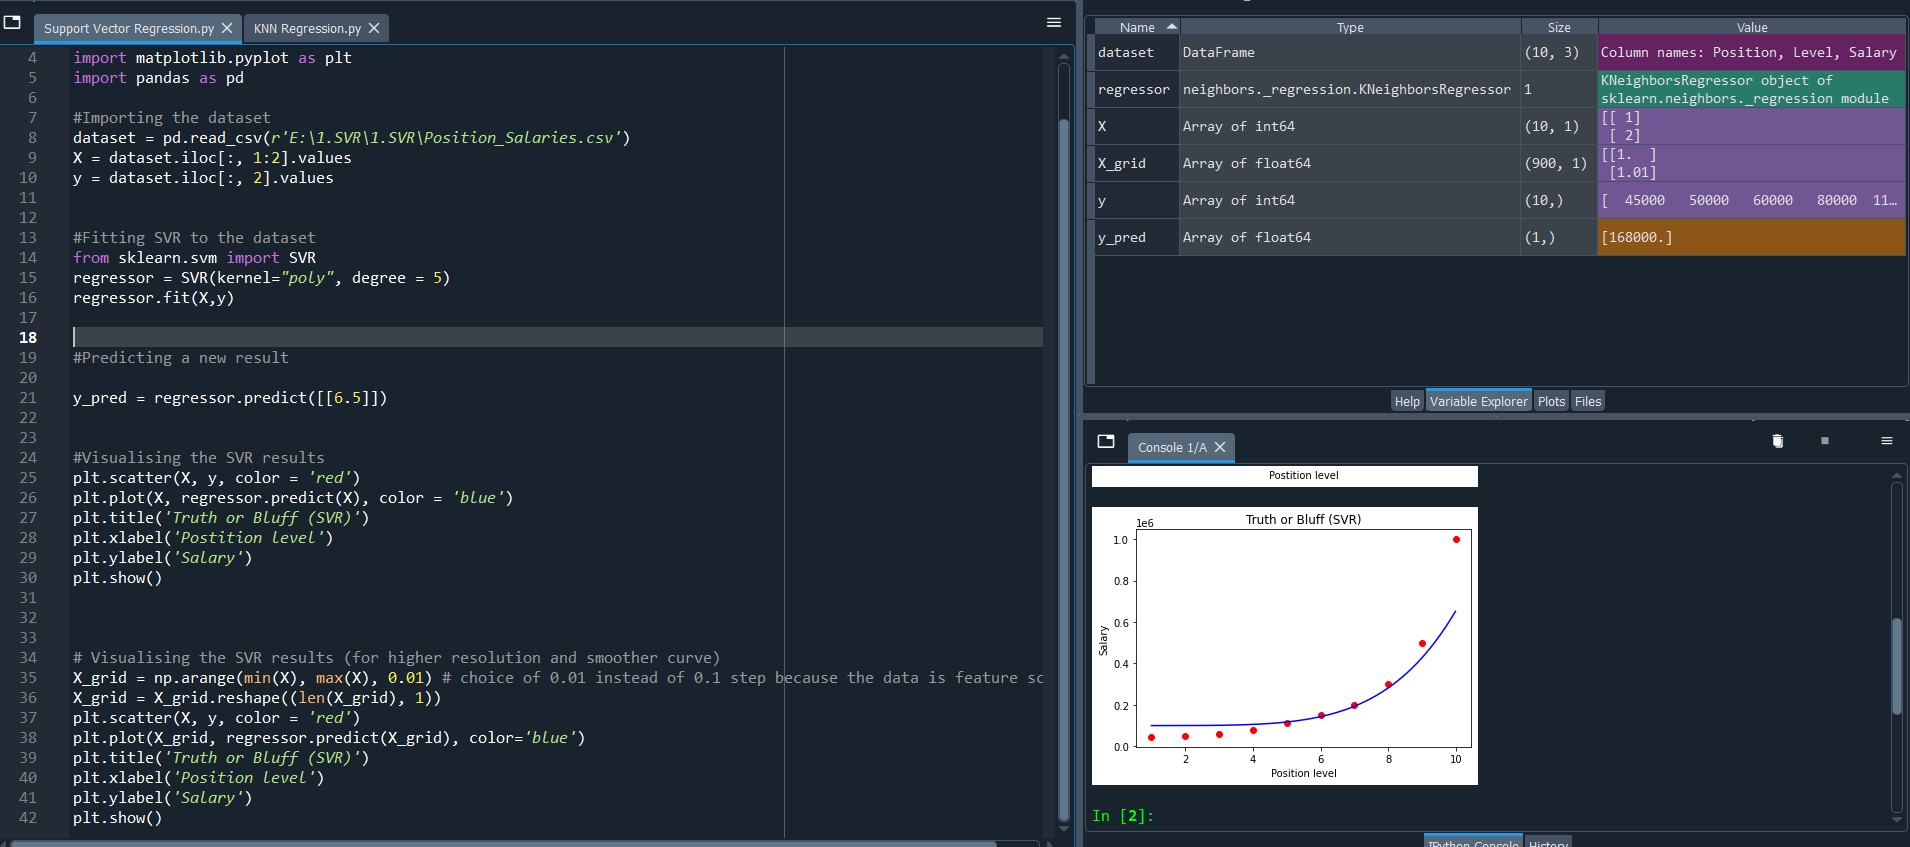 Support Vector Regression.py
KNN Regression.py
4 import matplotlib.pyplot as plt
5 import pandas as pd
6
7 #Importing the dataset
8 dataset = pd.read_csv(r'E:\1.SVR\1.SVR\Position_Salaries.csv')
9 X = dataset.iloc[:, 1:2].values
10 y = dataset.iloc[:, 2].values
11
12
13 #Fitting SVR to the dataset
14 from sklearn.svm import SVR
15 regressor = SVR(kernel="poly", degree = 5)
16 regressor.fit(X,y)
17
18
19 #Predicting a new result
20
21 y_pred = regressor.predict([[6.5]])
22
23
24 #Visualising the SVR results
25 plt.scatter(X, y, color = 'red')
26 plt.plot(X, regressor.predict(X), color = 'blue')
27 plt.title('Truth or Bluff (SVR)')
28 plt.xlabel('Postition level')
29 plt.ylabel('Salary')
30 plt.show()
31
32
33
34 # Visualising the SVR results (for higher resolution and smoother curve)
35 X_grid = np.arange(min(X), max(X), 0.01) # choice of 0.01 instead of 0.1 step because the data is feature sc
36 X_grid = X_grid.reshape((len(X_grid), 1))
37 plt.scatter(X, y, color = 'red')
38 plt.plot(X_grid, regressor.predict(X_grid), color='blue')
39 plt.title('Truth or Bluff (SVR)')
40 plt.xlabel('Position level')
41 plt.ylabel('Salary')
42 plt.show()
Name Type Size Value
dataset DataFrame (10, 3) Column names: Position, Level, Salary
regressor neighbors._regression.KNeighborsRegressor 1 KNeighborsRegressor object of
sklearn.neighbors._regression module
X Array of int64 (10, 1) [[ 1]
[ 2]
X_grid Array of float64 (900, 1) [[1. ]
[1.01]
y Array of int64 (10,) [ 45000 50000 60000 80000 11…
y_pred Array of float64 (1,) [168000.]
Help Variable Explorer Plots Files
Console 1/A
Postition level
Truth or Bluff (SVR)
1e6
1.0
0.8
0.6
0.4
0.2
0.0
Salary
2 4 6 8 10
Position level
In [2]:
IPython Console History